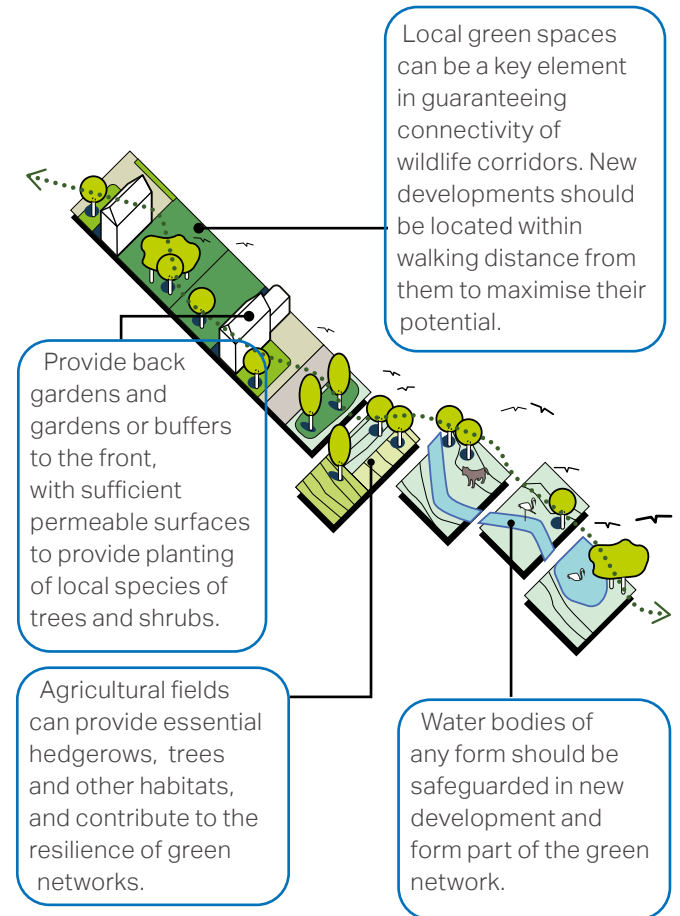 Local green spaces
can be a key element
in guaranteeing
connectivity of
wildlife corridors. New
developments should
be located within
walking distance from
them to maximise their
potential.
Provide back
gardens and
gardens or buffers
to the front,
with sufficient
permeable surfaces
to provide planting
of local species of
trees and shrubs.
Agricultural fields
can provide essential
hedgerows, trees
and other habitats,
and contribute to the
resilience of green
networks.
Water bodies of
any form should be
safeguarded in new
development and
form part of the green
network.